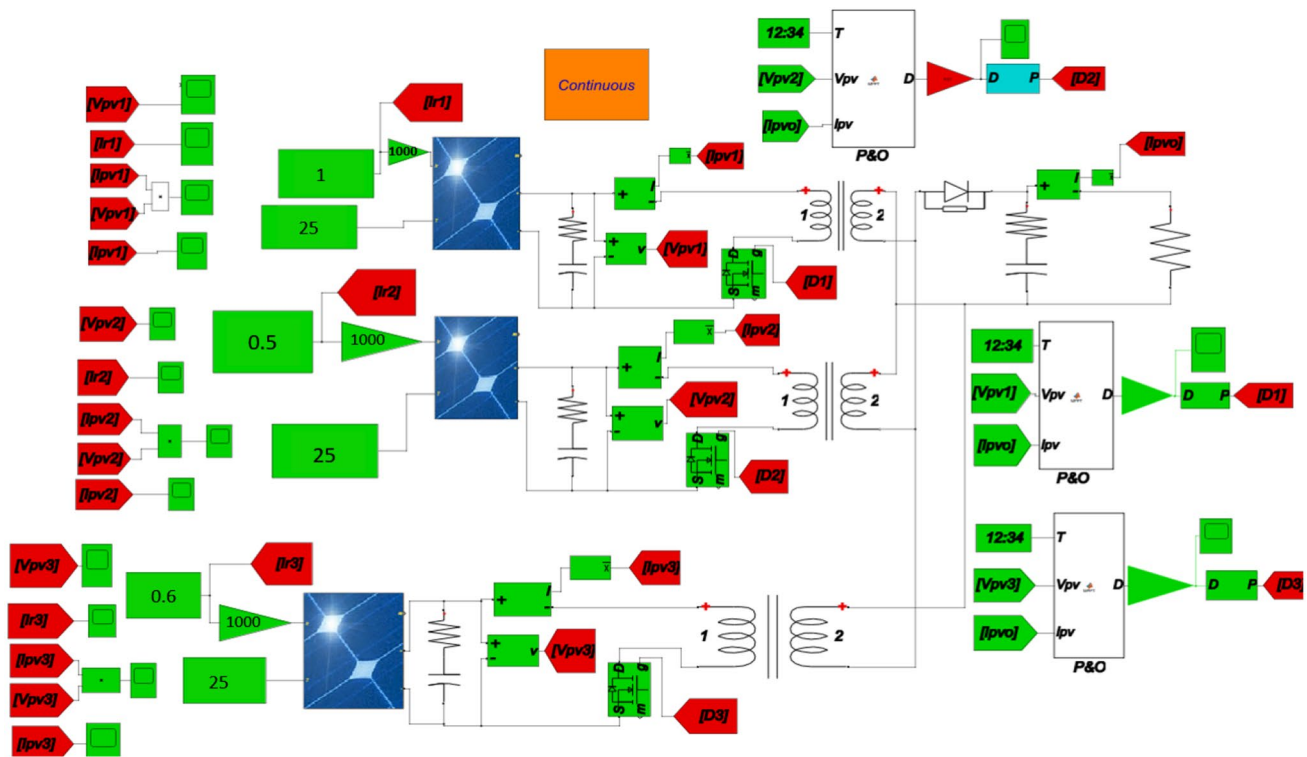 12:34
T
[Vpv2]
Vpv
D
D
P
[D2]
[Ipvo]
Ipv
P&O
Continuous
[Vpv1]
[Ir1]
[Ipv1]
[Vpv1]
[Ipv1]
[Ir1]
1000
1
25
+
I
-
[Ipv1]
+
v
-
[Vpv1]
1
2
D
g
S
m
[D1]
+
I
-
[Ipvo]
[Vpv2]
[Ir2]
[Ipv2]
[Vpv2]
[Ipv2]
[Ir2]
0.5
1000
25
+
I
-
[Ipv2]
+
v
-
[Vpv2]
1
2
D
g
S
m
[D2]
12:34
T
[Vpv1]
Vpv
D
D
P
[D1]
[Ipvo]
Ipv
P&O
[Vpv3]
[Ir3]
[Ipv3]
[Vpv3]
[Ipv3]
[Ir3]
0.6
1000
25
+
I
-
[Ipv3]
+
v
-
[Vpv3]
1
2
D
g
S
m
[D3]
12:34
T
[Vpv3]
Vpv
D
D
P
[D3
[Ipvo]
Ipv
P&O